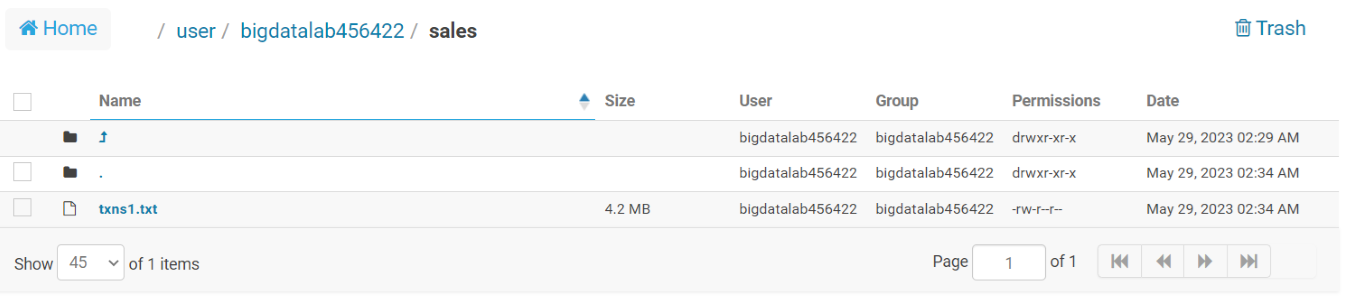 Home / user / bigdatalab456422 / sales Trash
Name Size User Group Permissions Date
bigdatalab456422 bigdatalab456422 drwxr-xr-x May 29, 2023 02:29 AM
. bigdatalab456422 bigdatalab456422 drwxr-xr-x May 29, 2023 02:34 AM
txns1.txt 4.2 MB bigdatalab456422 bigdatalab456422 -rw-r--r-- May 29, 2023 02:34 AM
Show 45 of 1 items Page 1 of 1